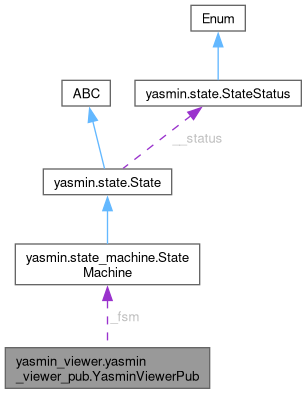 Enum
ABC
yasmin.state.StateStatus
__status
yasmin.state.State
yasmin.state_machine.State
Machine
_fsm
yasmin_viewer.yasmin
_viewer_pub.YasminViewerPub